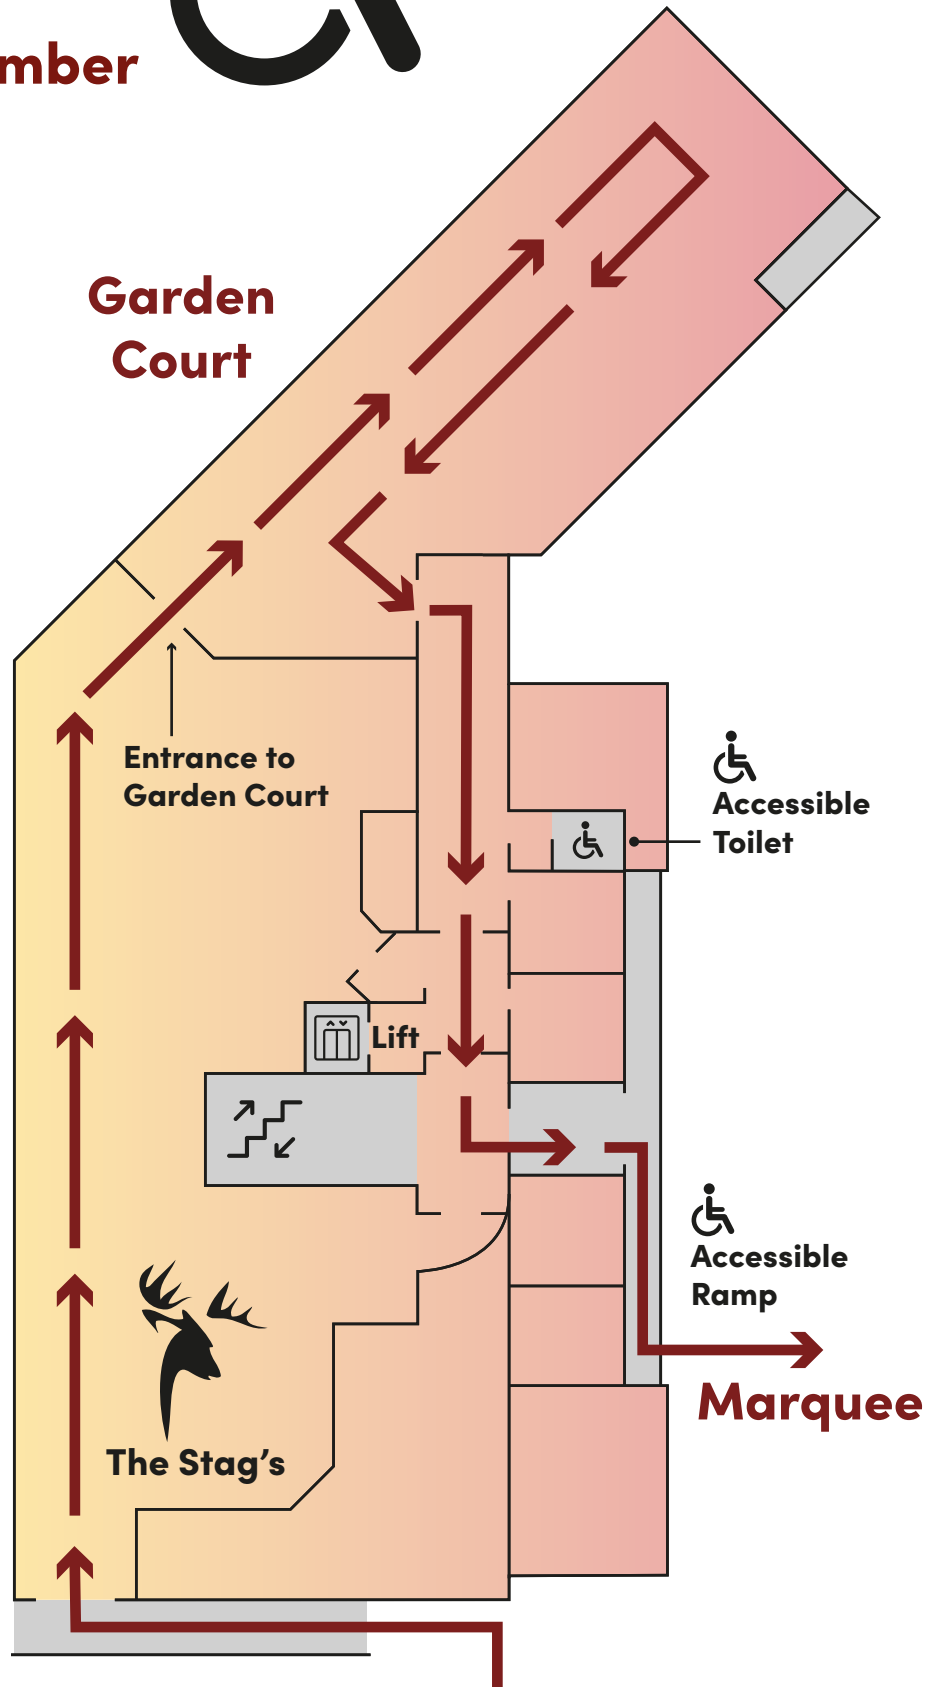 mber
Garden
Court
Entrance to
Garden Court
Accessible
Toilet
Lift
Accessible
Ramp
Marquee
The Stag’s